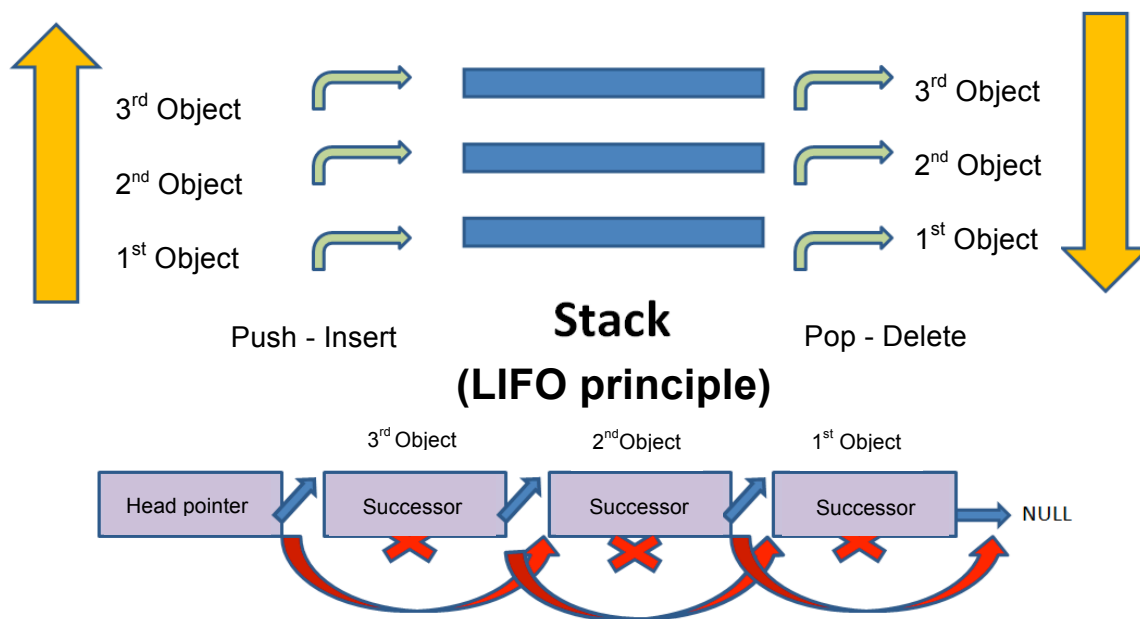 3rd Object
3rd Object
2nd Object
2nd Object
1st Object
1st Object
Push - Insert
Stack
Pop - Delete
(LIFO principle)
3rd Object
2ndObject
1st Object
Head pointer
Successor
Successor
Successor
NULL